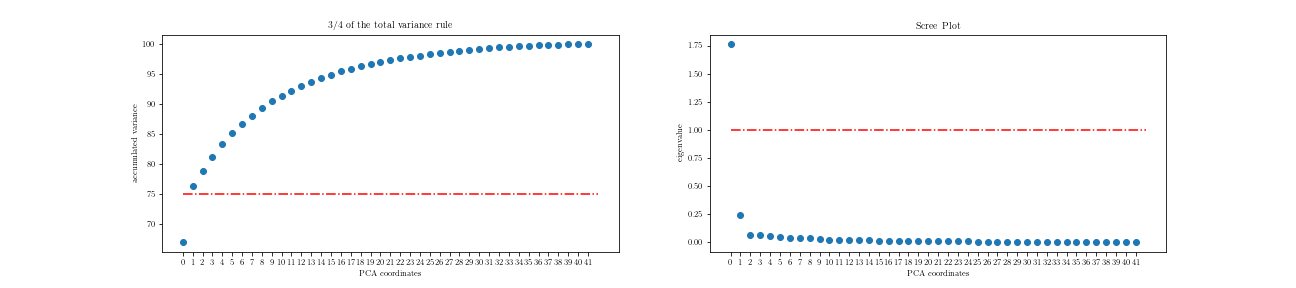 3/4 of the total variance rule
accumulated variance
100
95
90
85
80
75
70
0 1 2 3 4 5 6 7 8 9 10 11 12 13 14 15 16 17 18 19 20 21 22 23 24 25 26 27 28 29 30 31 32 33 34 35 36 37 38 39 40 41
PCA coordinates
Scree Plot
eigenvalue
1.75
1.50
1.25
1.00
0.75
0.50
0.25
0.00
0 1 2 3 4 5 6 7 8 9 10 11 12 13 14 15 16 17 18 19 20 21 22 23 24 25 26 27 28 29 30 31 32 33 34 35 36 37 38 39 40 41
PCA coordinates